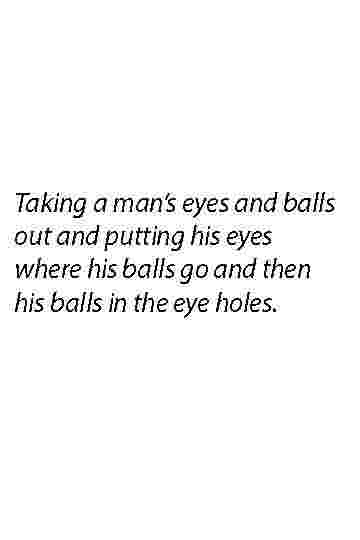 Taking a man's eyes and balls
out and putting his eyes
where his balls go and then
his balls in the eye holes.